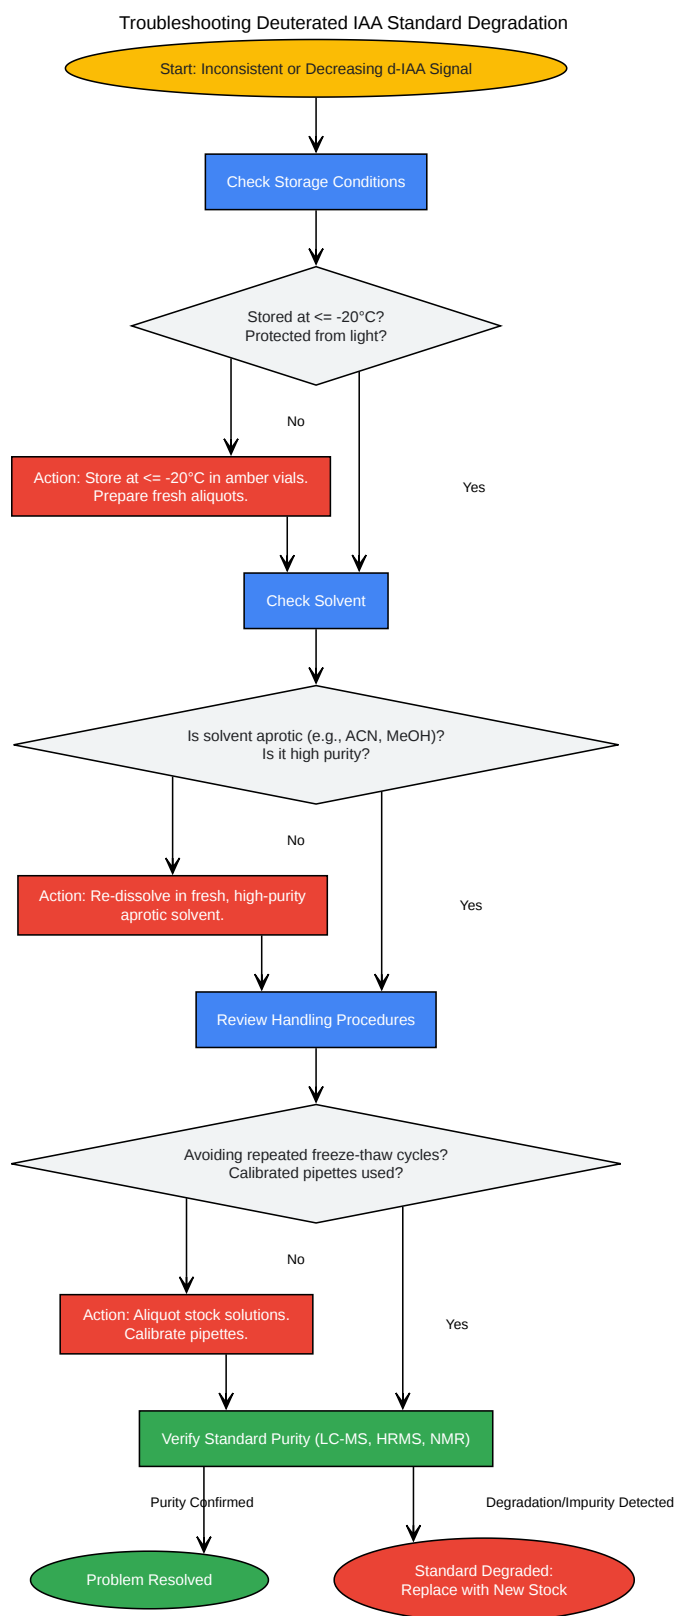 Troubleshooting Deuterated IAA Standard Degradation
Start: Inconsistent or Decreasing d-IAA Signal
Check Storage Conditions
Stored at <= -20°C?
Protected from light?
No
Action: Store at <= -20°C in amber vials.
Prepare fresh aliquots.
Yes
Check Solvent
Is solvent aprotic (e.g., ACN, MeOH)?
Is it high purity?
No
Action: Re-dissolve in fresh, high-purity
aprotic solvent.
Yes
Review Handling Procedures
Avoiding repeated freeze-thaw cycles?
Calibrated pipettes used?
No
Action: Aliquot stock solutions.
Calibrate pipettes.
Yes
Verify Standard Purity (LC-MS, HRMS, NMR)
Purity Confirmed
Degradation/Impurity Detected
Problem Resolved
Standard Degraded:
Replace with New Stock